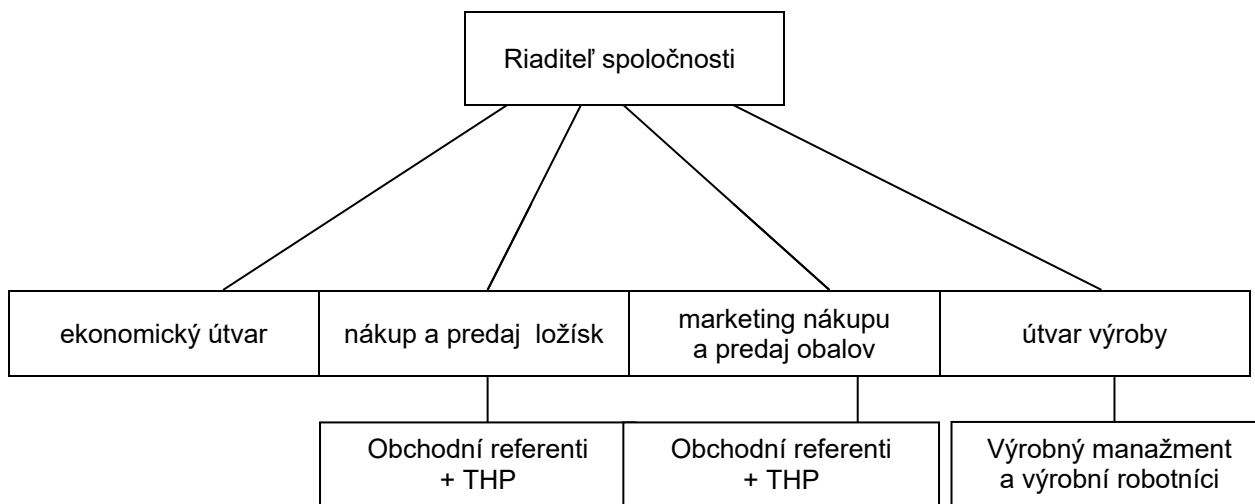 Riaditeľ spoločnosti
ekonomický útvar
nákup a predaj  ložísk
marketing nákupu
a predaj obalov
útvar výroby
Obchodní referenti
+ THP
Obchodní referenti
+ THP
Výrobný manažment
a výrobní robotníci